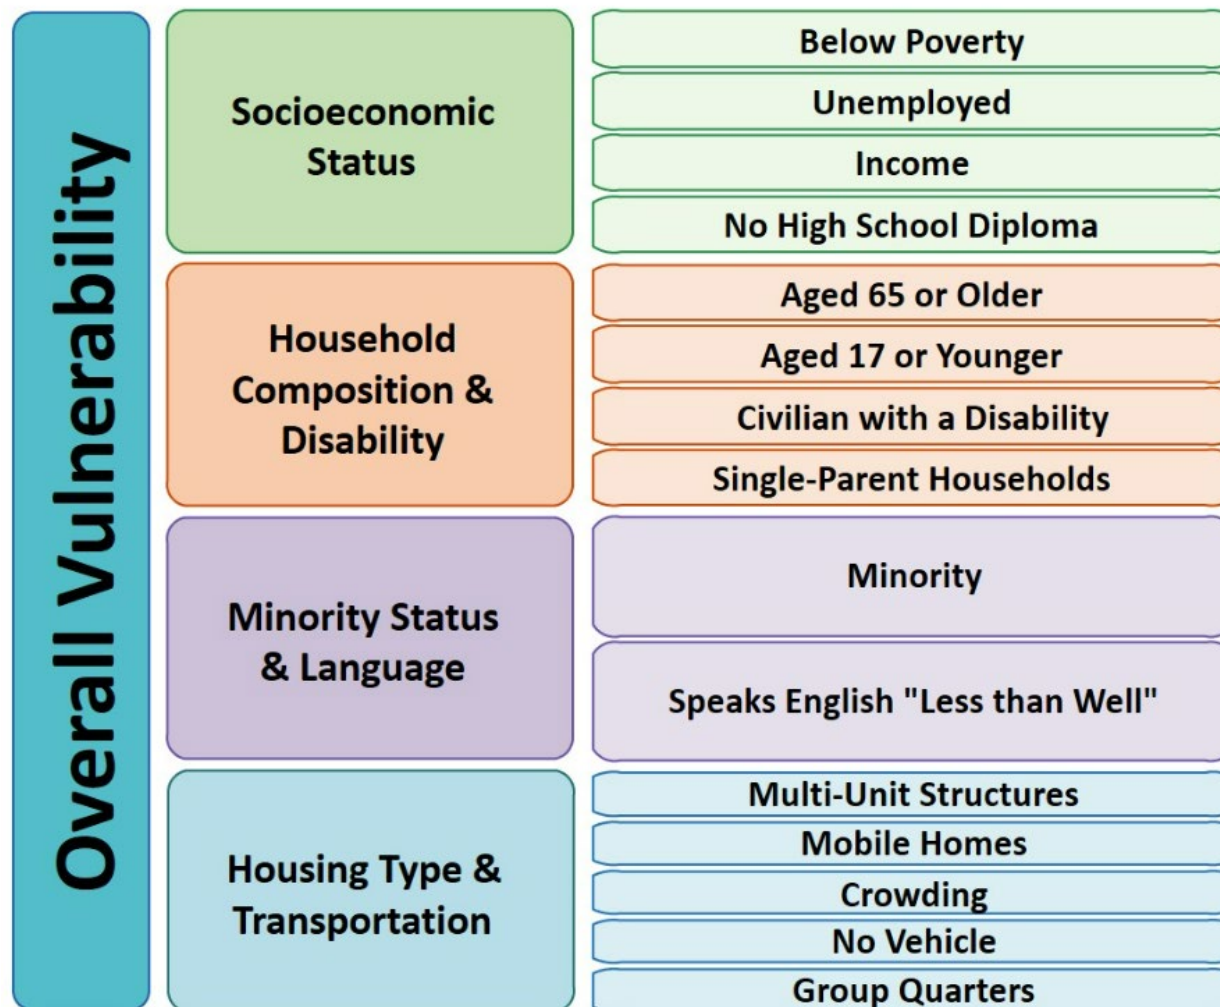 Overall Vulnerability
Socioeconomic
Status
Below Poverty
Unemployed
Income
No High School Diploma
Household
Composition &
Disability
Aged 65 or Older
Aged 17 or Younger
Civilian with a Disability
Single-Parent Households
Minority Status
& Language
Minority
Speaks English "Less than Well"
Housing Type &
Transportation
Multi-Unit Structures
Mobile Homes
Crowding
No Vehicle
Group Quarters